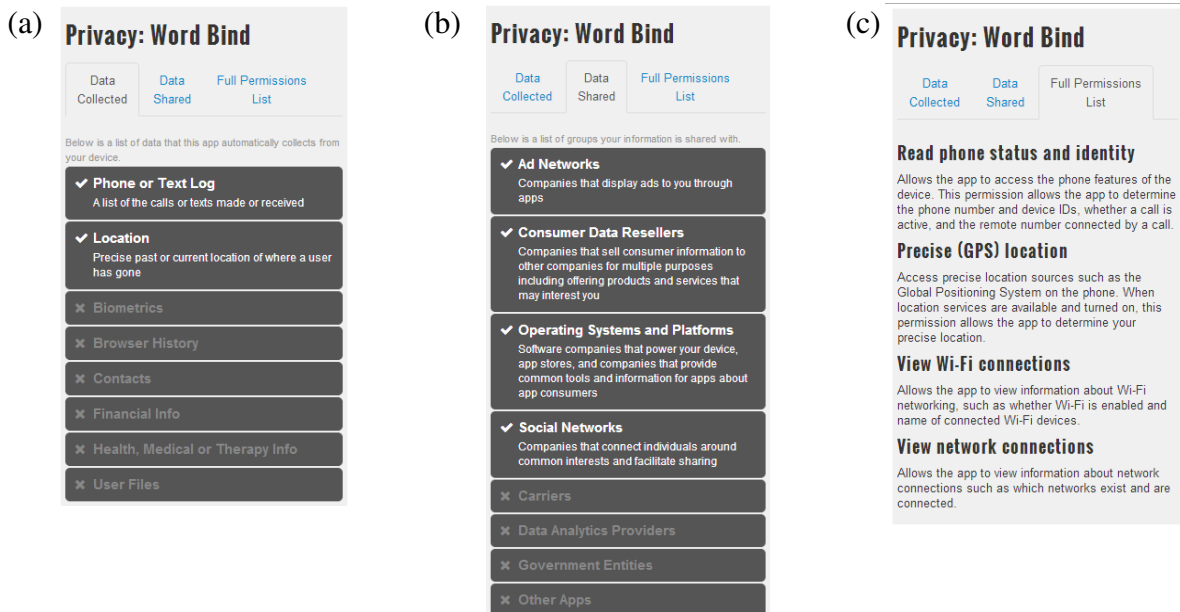 (a)
Privacy: Word Bind
Data
Collected
Data
Shared
Full Permissions
List
Below is a list of data that this app automatically collects from
your device.
✔ Phone or Text Log
A list of the calls or texts made or received
✔ Location
Precise past or current location of where a user
has gone
✖ Biometrics
✖ Browser History
✖ Contacts
✖ Financial Info
✖ Health, Medical or Therapy Info
✖ User Files
(b)
Privacy: Word Bind
Data
Collected
Data
Shared
Full Permissions
List
Below is a list of groups your information is shared with.
✔ Ad Networks
Companies that display ads to you through
apps
✔ Consumer Data Resellers
Companies that sell consumer information to
other companies for multiple purposes
including offering products and services that
may interest you
✔ Operating Systems and Platforms
Software companies that power your device,
app stores, and companies that provide
common tools and information for apps about
app consumers
✔ Social Networks
Companies that connect individuals around
common interests and facilitate sharing
✖ Carriers
✖ Data Analytics Providers
✖ Government Entities
✖ Other Apps
(c)
Privacy: Word Bind
Data
Collected
Data
Shared
Full Permissions
List
Read phone status and identity
Allows the app to access the phone features of the
device. This permission allows the app to determine
the phone number and device IDs, whether a call is
active, and the remote number connected by a call.
Precise (GPS) location
Access precise location sources such as the
Global Positioning System on the phone. When
location services are available and turned on, this
permission allows the app to determine your
precise location.
View Wi-Fi connections
Allows the app to view information about Wi-Fi
networking, such as whether Wi-Fi is enabled and
name of connected Wi-Fi devices.
View network connections
Allows the app to view information about network
connections such as which networks exist and are
connected.